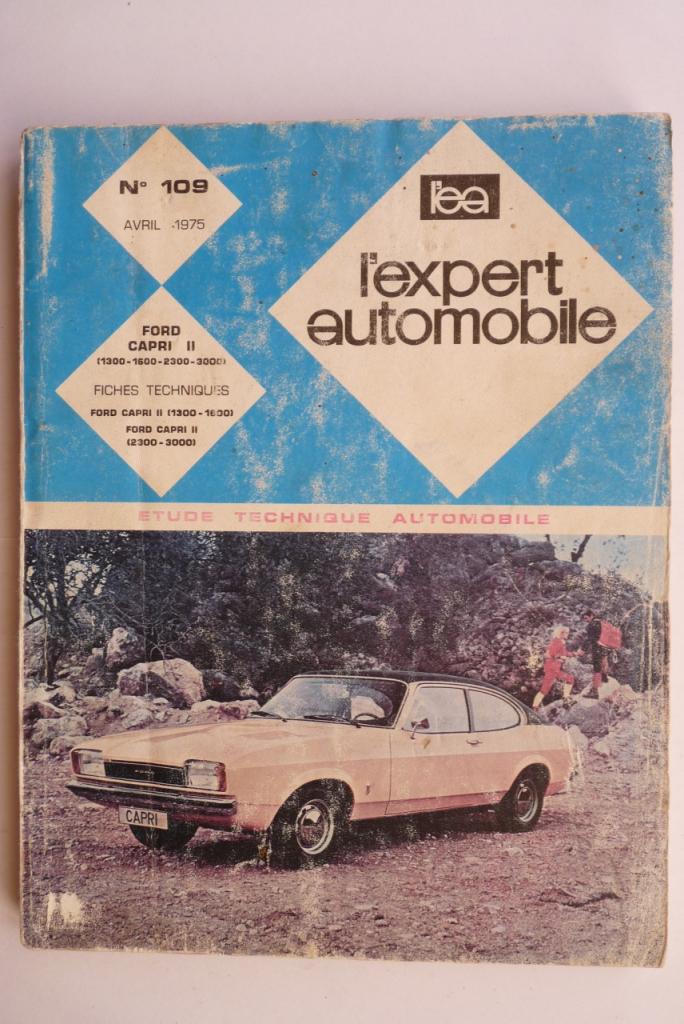 N° 109
AVRIL 1975
l'ea
l'expert
automobile
FORD
CAPRI II
(1300-1600-2300-3000)
FICHES TECHNIQUES
FORD CAPRI II (1300-1600)
FORD CAPRI II
(2300-3000)
ETUDE TECHNIQUE AUTOMOBILE
FORD
CAPRI